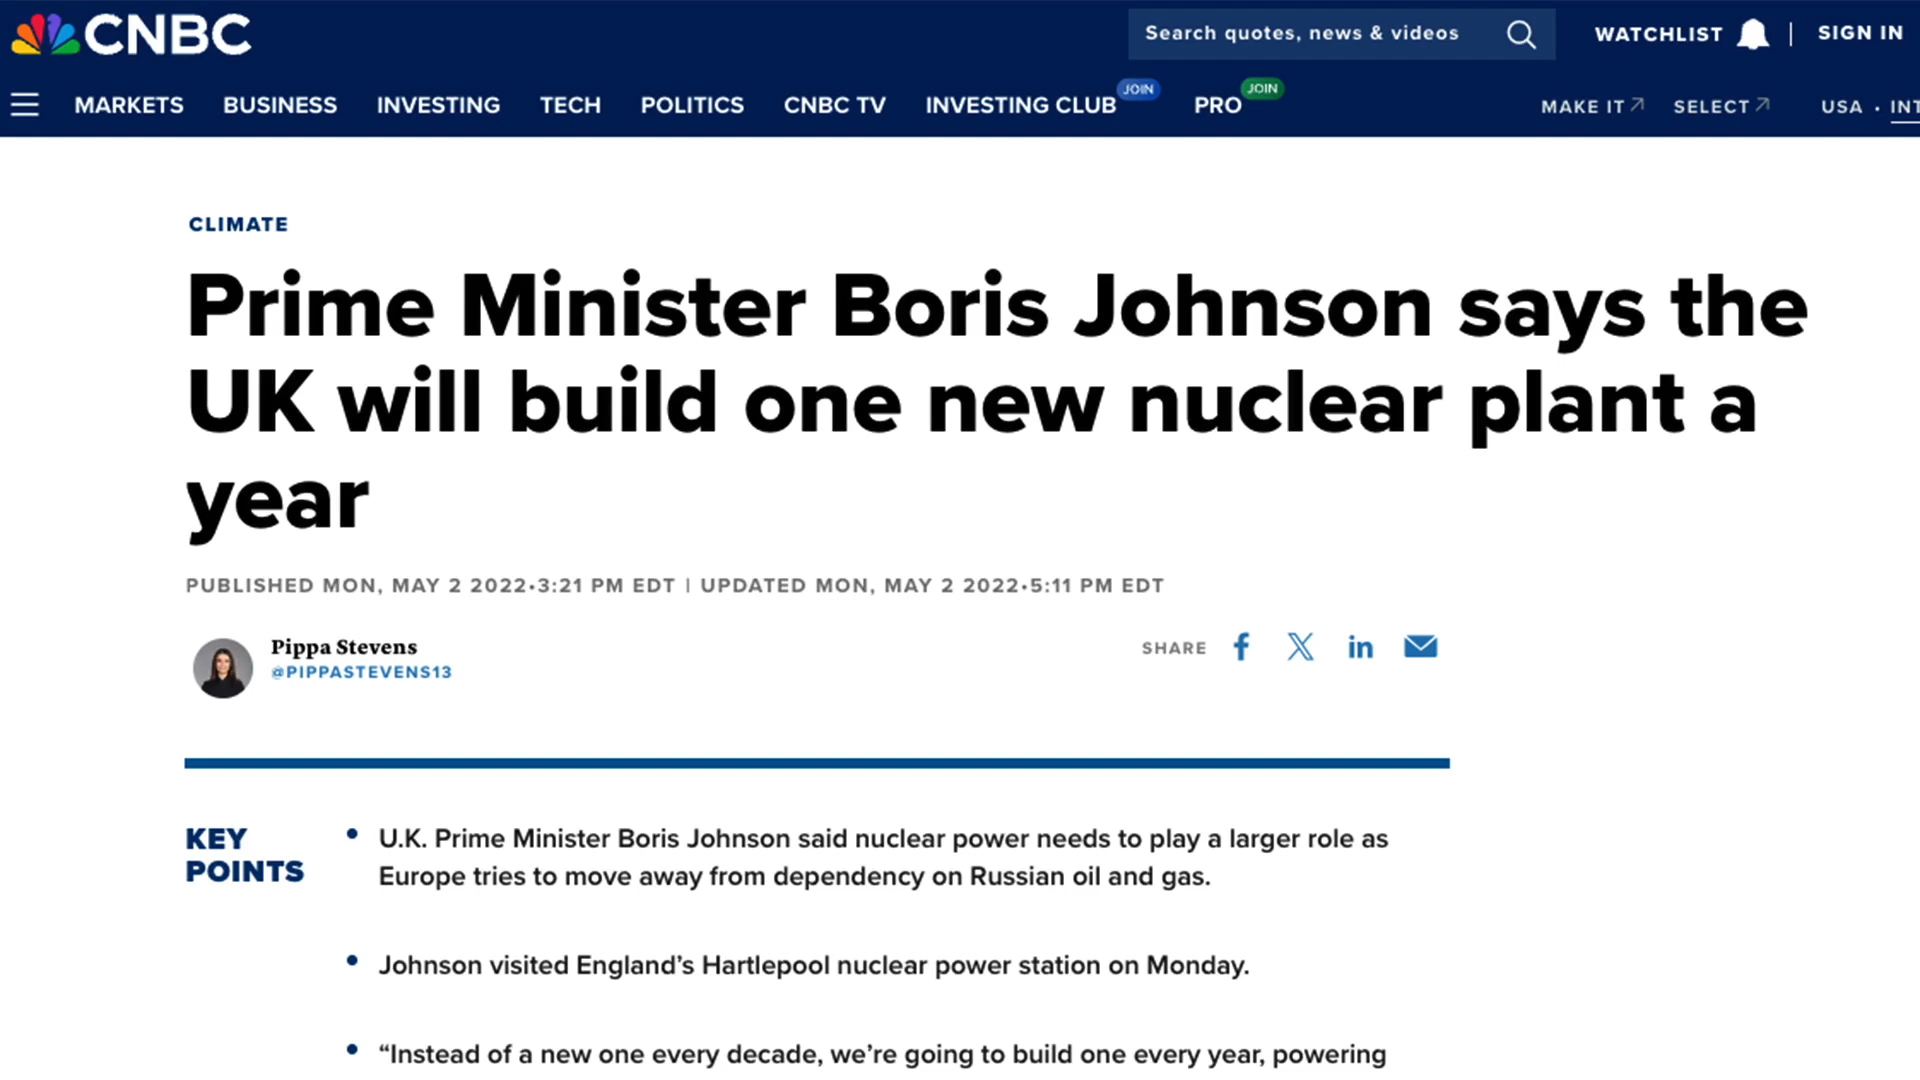 CNBC
Search quotes, news & videos
WATCHLIST | SIGN IN
MARKETS BUSINESS INVESTING TECH POLITICS CNBC TV INVESTING CLUB JOIN PRO JOIN MAKE IT SELECT USA • INT
CLIMATE
Prime Minister Boris Johnson says the
UK will build one new nuclear plant a
year
PUBLISHED MON, MAY 2 2022•3:21 PM EDT | UPDATED MON, MAY 2 2022•5:11 PM EDT
Pippa Stevens
@PIPPASTEVENS13
SHARE
KEY
POINTS
• U.K. Prime Minister Boris Johnson said nuclear power needs to play a larger role as
Europe tries to move away from dependency on Russian oil and gas.
• Johnson visited England’s Hartlepool nuclear power station on Monday.
• “Instead of a new one every decade, we’re going to build one every year, powering